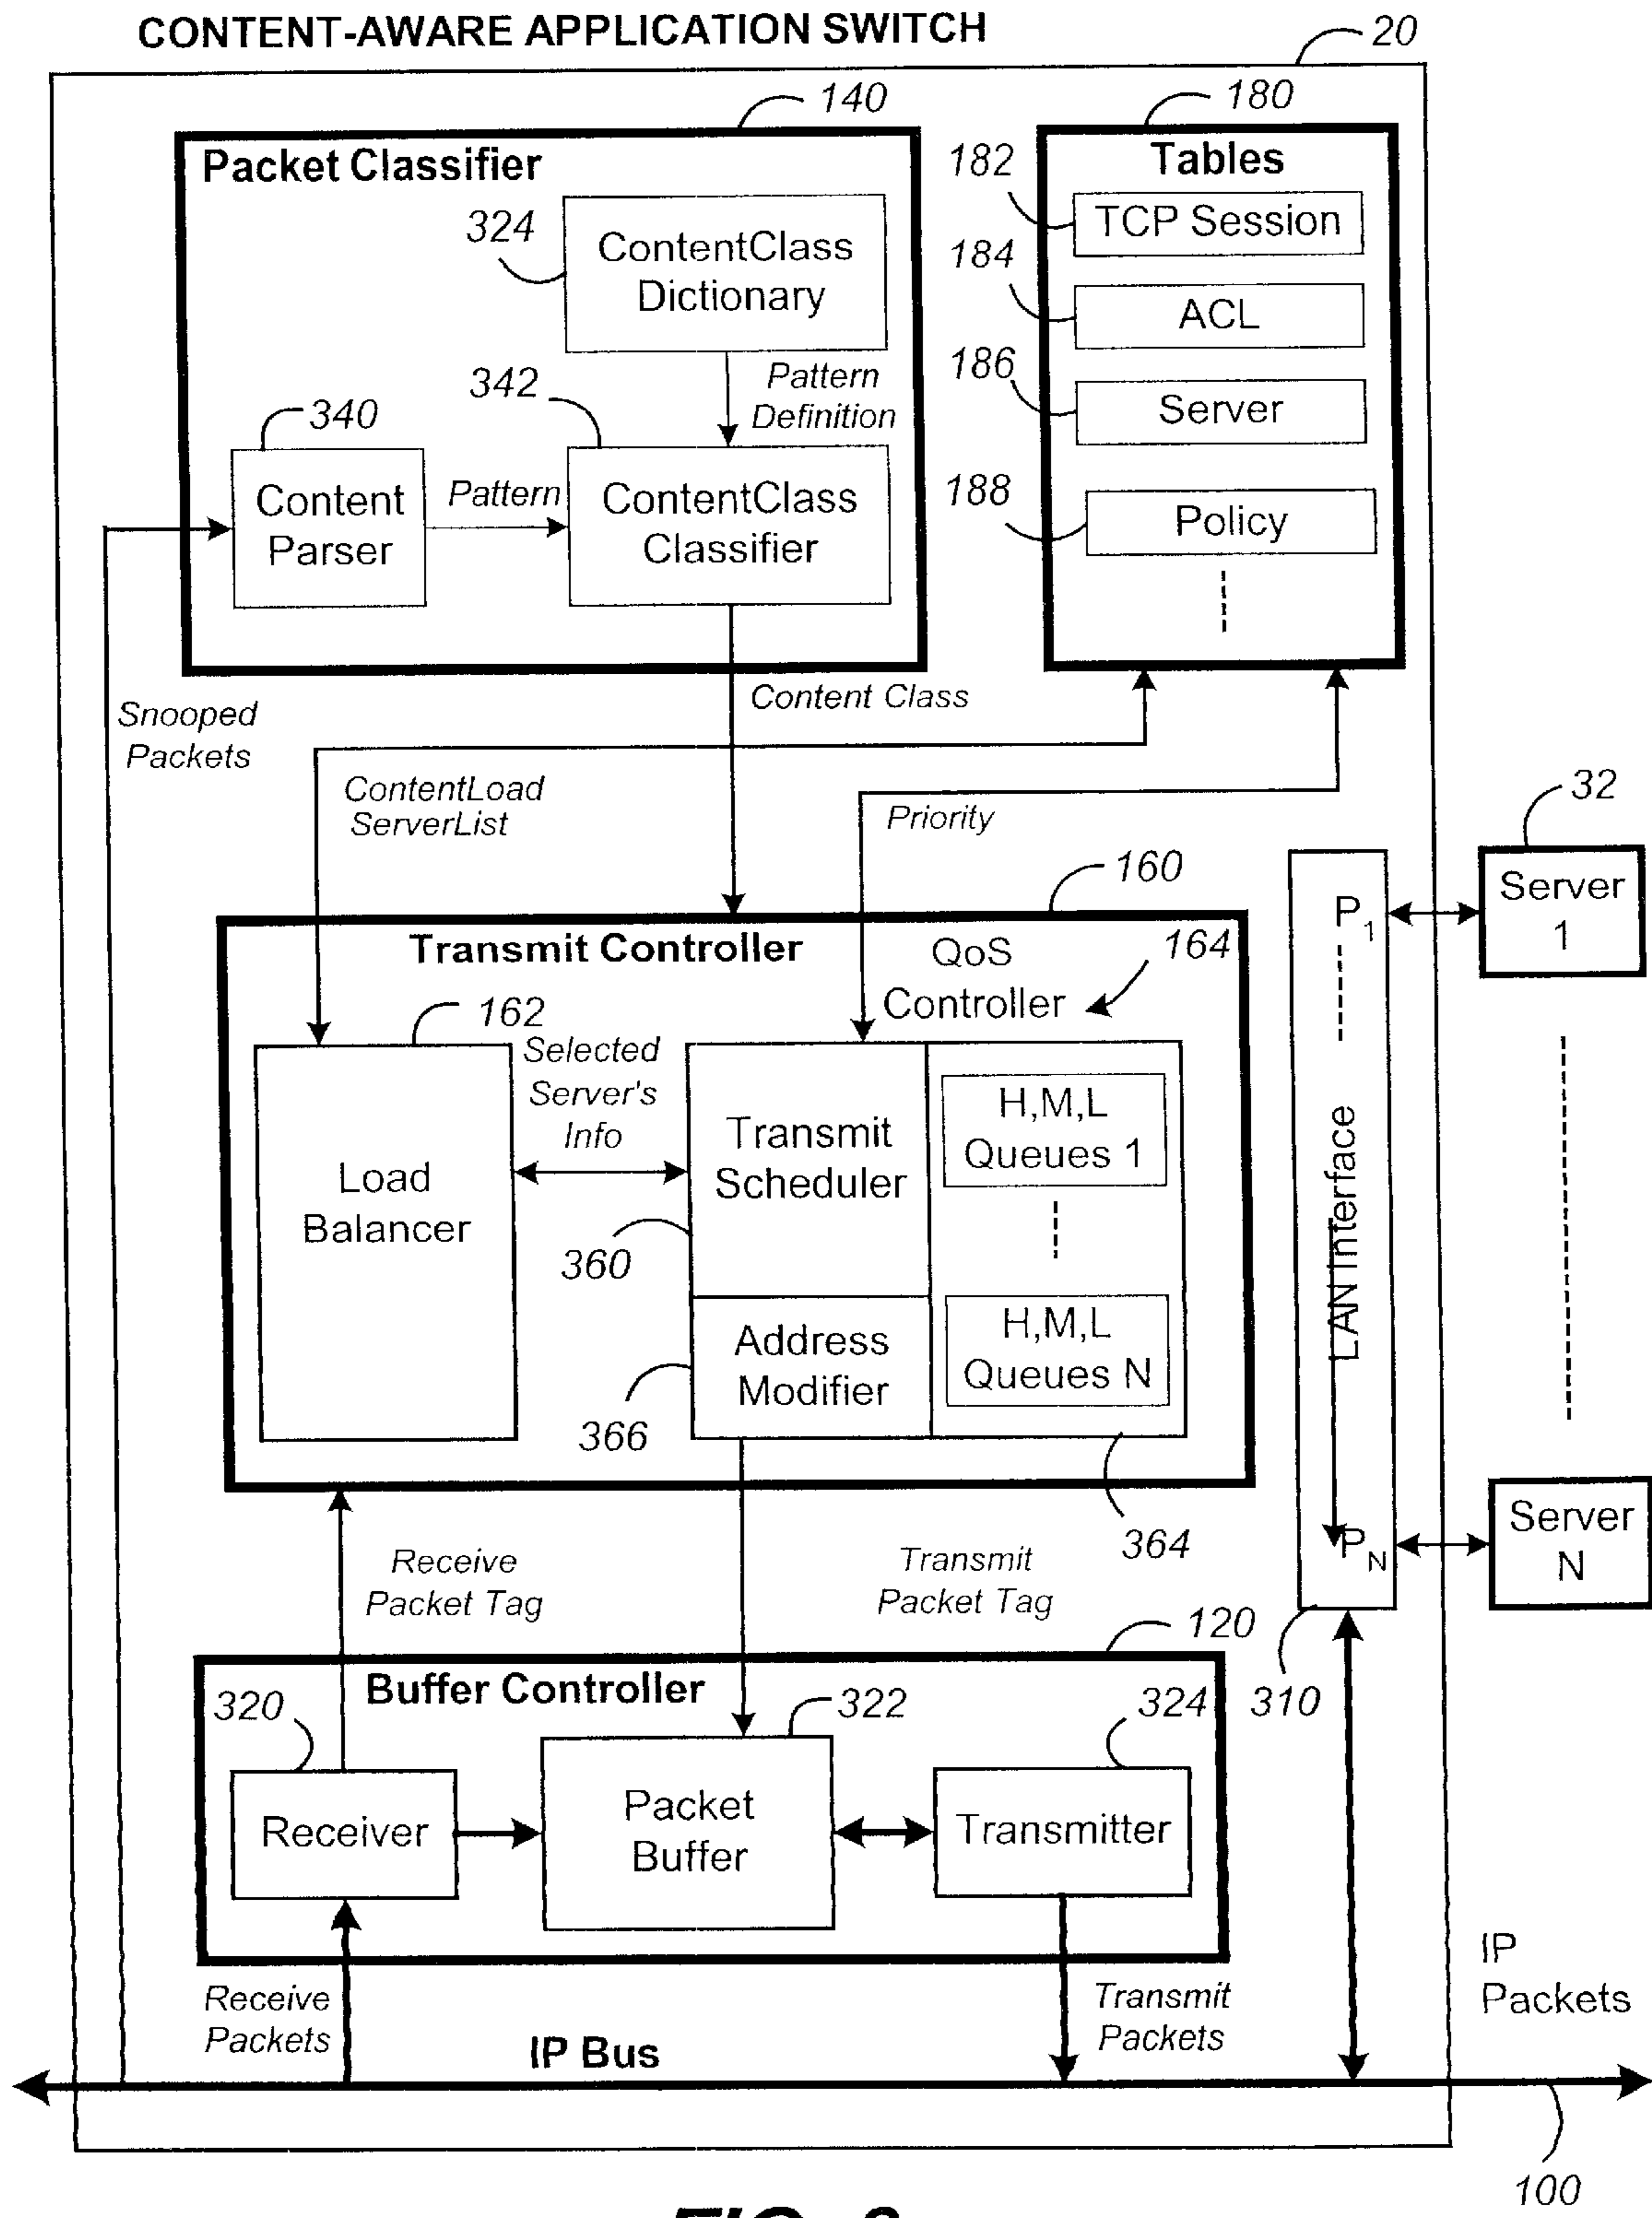 CONTENT-AWARE APPLICATION SWITCH
20
140
180
Packet Classifier
Tables
182
TCP Session
324
ContentClass
Dictionary
184
ACL
186
Server
342
Pattern
Definition
340
188
Policy
Content
Parser
Pattern
ContentClass
Classifier
Content Class
Snooped
Packets
ContentLoad
ServerList
Priority
32
Server
1
160
P1
Transmit Controller
QoS
Controller
164
162
Selected
Server's
Info
H,M,L
Queues 1
Transmit
Scheduler
Load
Balancer
LAN Interface
360
H,M,L
Queues N
Address
Modifier
366
364
PN
Server
N
Receive
Packet Tag
Transmit
Packet Tag
120
Buffer Controller
310
320
322
324
Receiver
Packet
Buffer
Transmitter
IP
Packets
Receive
Packets
Transmit
Packets
IP Bus
100